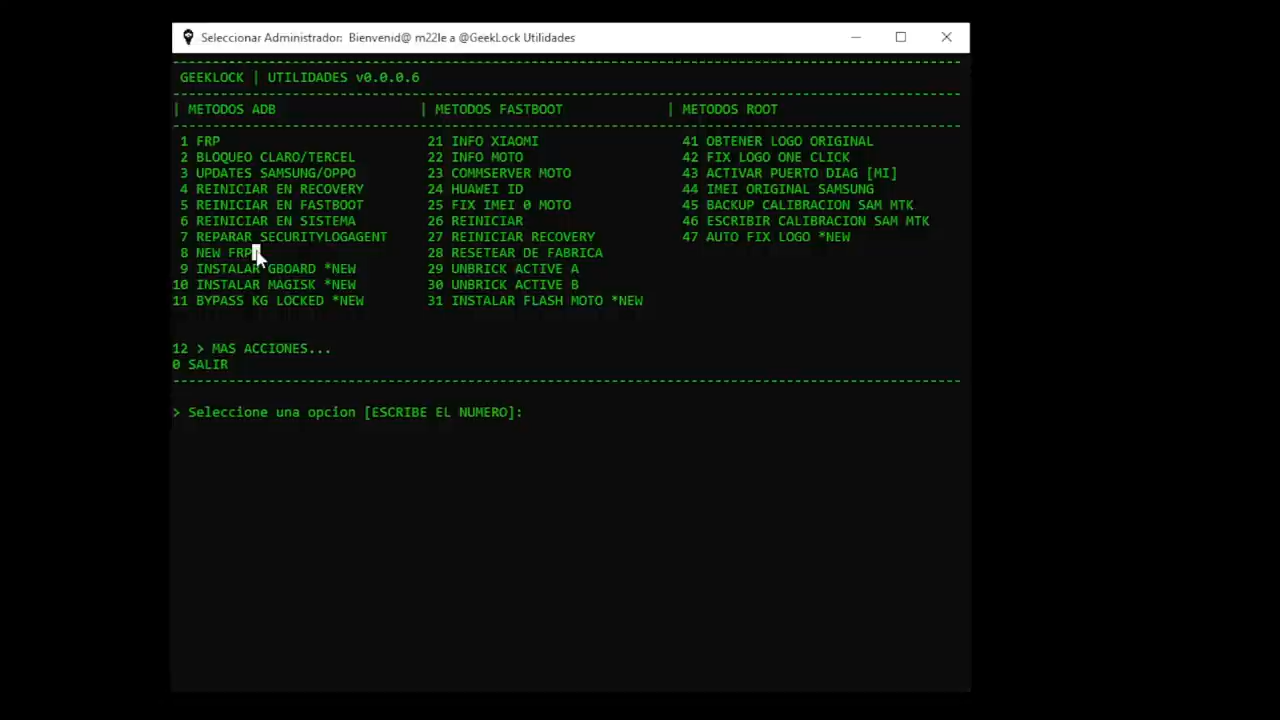 Seleccionar Administrador: Bienvenid@ m22le a @GeekLock Utilidades
GEEKLOCK | UTILIDADES v0.0.0.6
| METODOS ADB | METODOS FASTBOOT | METODOS ROOT
1 FRP 21 INFO XIAOMI 41 OBTENER LOGO ORIGINAL
2 BLOQUEO CLARO/TERCEL 22 INFO MOTO 42 FIX LOGO ONE CLICK
3 UPDATES SAMSUNG/OPPO 23 COMMSERVER MOTO 43 ACTIVAR PUERTO DIAG [MI]
4 REINICIAR EN RECOVERY 24 HUAWEI ID 44 IMEI ORIGINAL SAMSUNG
5 REINICIAR EN FASTBOOT 25 FIX IMEI 0 MOTO 45 BACKUP CALIBRACION SAM MTK
6 REINICIAR EN SISTEMA 26 REINICIAR 46 ESCRIBIR CALIBRACION SAM MTK
7 REPARAR SECURITYLOGAGENT 27 REINICIAR RECOVERY 47 AUTO FIX LOGO *NEW
8 NEW FRP 28 RESETEAR DE FABRICA
9 INSTALAR GBOARD *NEW 29 UNBRICK ACTIVE A
10 INSTALAR MAGISK *NEW 30 UNBRICK ACTIVE B
11 BYPASS KG LOCKED *NEW 31 INSTALAR FLASH MOTO *NEW
12 > MAS ACCIONES...
0 SALIR
> Seleccione una opcion [ESCRIBE EL NUMERO]: